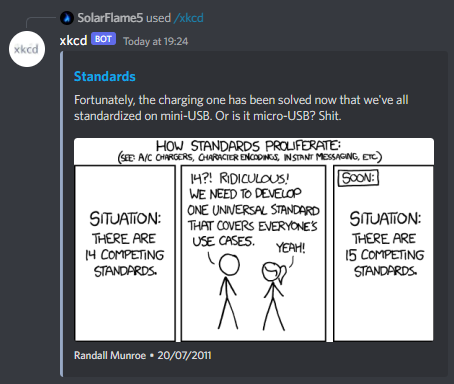 SolarFlame5 used /xkcd
xkcd
xkcd BOT Today at 19:24
Standards
Fortunately, the charging one has been solved now that we've all
standardized on mini-USB. Or is it micro-USB? Shit.
HOW STANDARDS PROLIFERATE:
(SEE: A/C CHARGERS, CHARACTER ENCODINGS, INSTANT MESSAGING, ETC.)
SITUATION:
THERE ARE
14 COMPETING
STANDARDS.
14?! RIDICULOUS!
WE NEED TO DEVELOP
ONE UNIVERSAL STANDARD
THAT COVERS EVERYONE'S
USE CASES.
YEAH!
SOON:
SITUATION:
THERE ARE
15 COMPETING
STANDARDS.
Randall Munroe • 20/07/2011